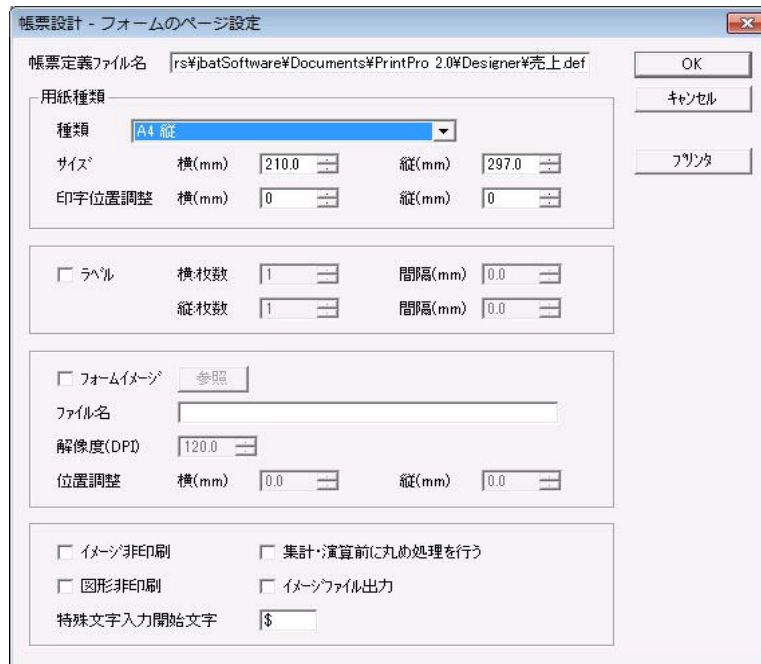 帳票設計 - フォームのページ設定
帳票定義ファイル名 rs¥jbatSoftware¥Documents¥PrintPro 2.0¥Designer¥売上.def OK
用紙種類 キャンセル
種類 A4 縦
サイズ 横(mm) 210.0 縦(mm) 297.0 プリンタ
印字位置調整 横(mm) 0 縦(mm) 0
ラベル 横:枚数 1 間隔(mm) 0.0
縦:枚数 1 間隔(mm) 0.0
フォームイメージ 参照
ファイル名
解像度(DPI) 120.0
位置調整 横(mm) 0.0 縦(mm) 0.0
イメージ非印刷 集計・演算前に丸め処理を行う
図形非印刷 イメージファイル出力
特殊文字入力開始文字 $